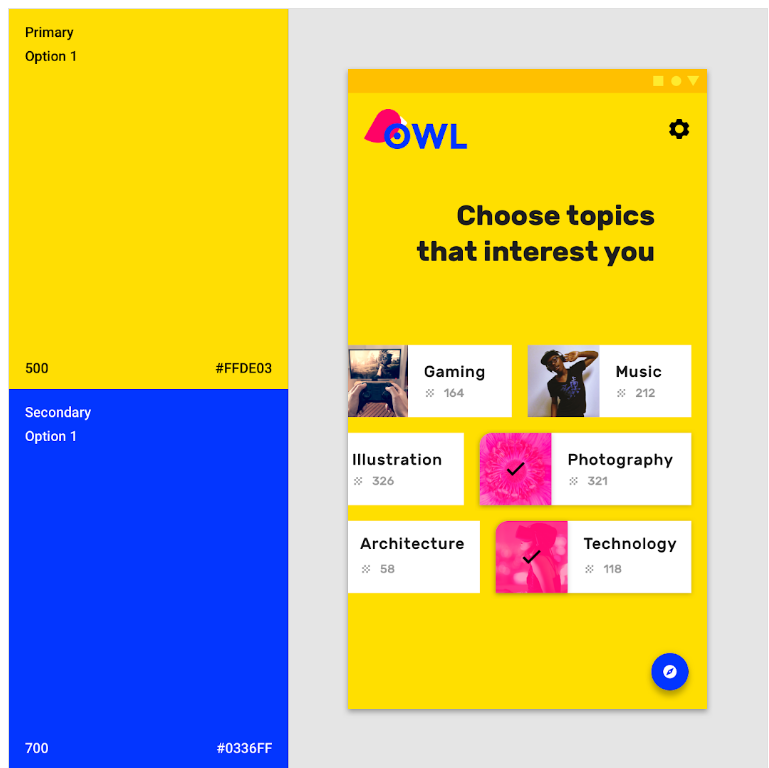 Primary
Option 1
500 #FFDE03
Secondary
Option 1
700 #0336FF
OWL
Choose topics
that interest you
Gaming
164
Music
212
Illustration
326
Photography
321
Architecture
58
Technology
118